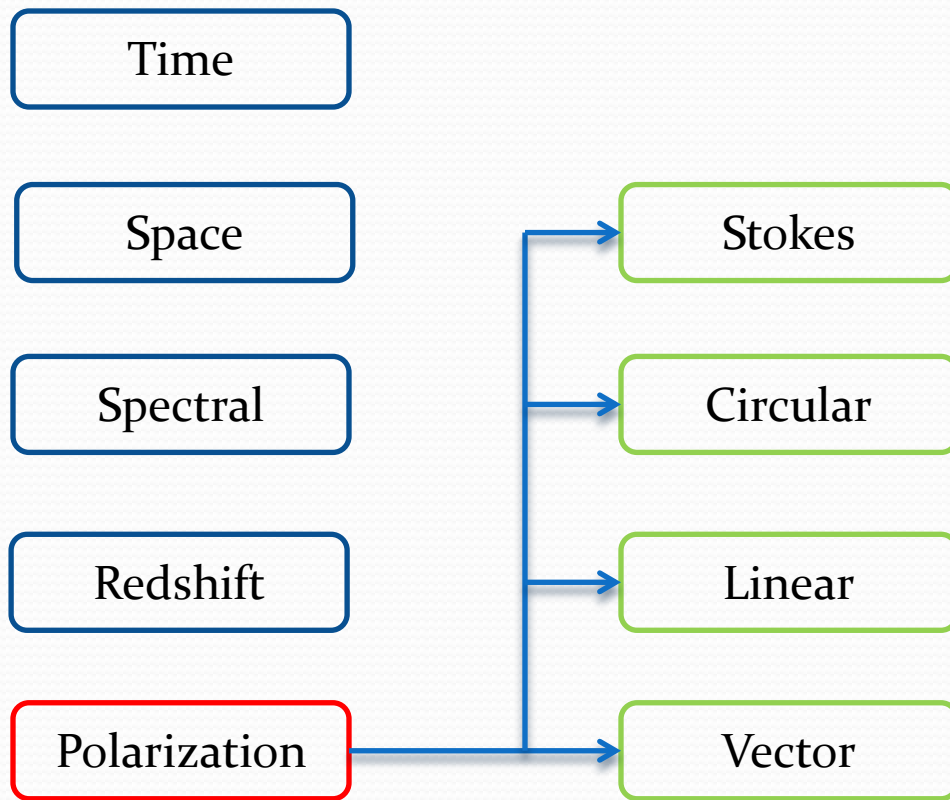 Time
Space
Stokes
Spectral
Circular
Redshift
Linear
Polarization
Vector